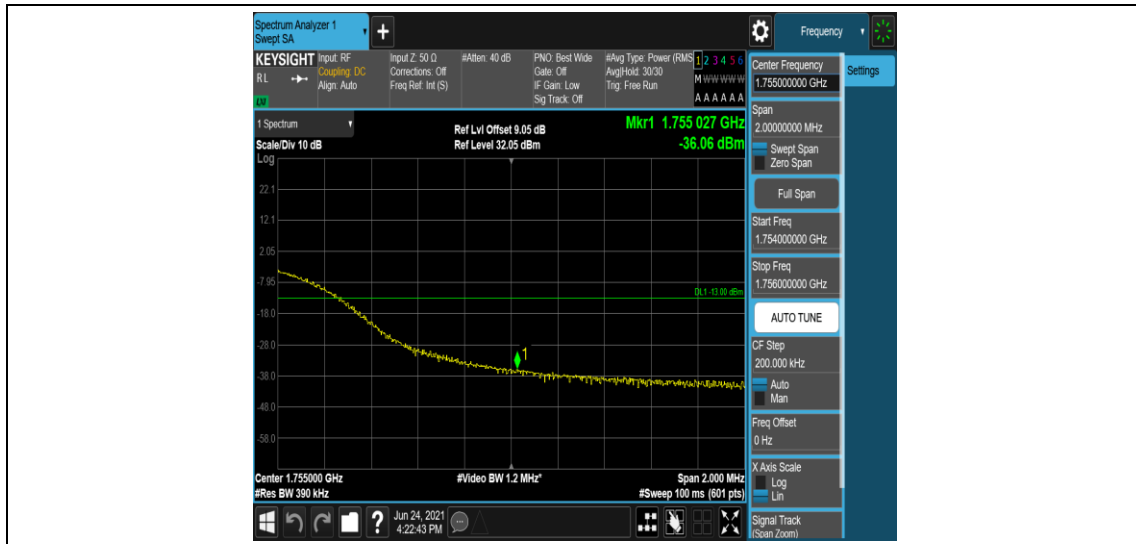 Spectrum Analyzer 1
Swept SA
+
Frequency
KEYSIGHT
RL
LXI
Input: RF
Coupling: DC
Align: Auto
Input Z: 50 Ω
Corrections: Off
Freq Ref: Int (S)
#Atten: 40 dB
PNO: Best Wide
Gate: Off
IF Gain: Low
Sig Track: Off
#Avg Type: Power (RMS
Avg|Hold: 30/30
Trig: Free Run
1 2 3 4 5 6
M W W W W W
A A A A A A
1 Spectrum
Scale/Div 10 dB
Ref Lvl Offset 9.05 dB
Ref Level 32.05 dBm
Mkr1 1.755 027 GHz
-36.06 dBm
Log
22.1
12.1
2.05
-7.95
-18.0
-28.0
-38.0
-48.0
-58.0
DL1 -13.00 dBm
1
Center 1.755000 GHz
#Res BW 390 kHz
#Video BW 1.2 MHz*
Span 2.000 MHz
#Sweep 100 ms (601 pts)
Jun 24, 2021
4:22:43 PM
?
Center Frequency
1.755000000 GHz
Span
2.00000000 MHz
Swept Span
Zero Span
Full Span
Start Freq
1.754000000 GHz
Stop Freq
1.756000000 GHz
AUTO TUNE
CF Step
200.000 kHz
Auto
Man
Freq Offset
0 Hz
X Axis Scale
Log
Lin
Signal Track
(Span Zoom)
Settings